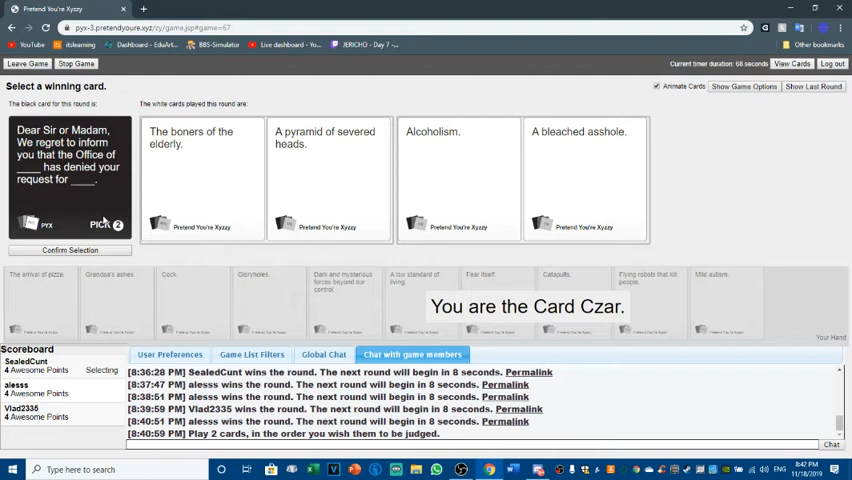 Pretend You're Xyzzy
pyx-3.pretendyoure.xyz/zy/game.jsp#game=67
YouTube
itslearning
Dashboard - EduArt...
BBS-Simulator
Live dashboard - Yo...
JERICHO - Day 7 -...
Other bookmarks
Leave Game
Stop Game
Current timer duration: 68 seconds
View Cards
Log out
Select a winning card.
Animate Cards
Show Game Options
Show Last Round
The black card for this round is:
The white cards played this round are:
Dear Sir or Madam,
We regret to inform
you that the Office of
____ has denied your
request for ____.
PYX
PICK 2
The boners of the
elderly.
Pretend You're Xyzzy
A pyramid of severed
heads.
US
Pretend You're Xyzzy
Alcoholism.
US
Pretend You're Xyzzy
A bleached asshole.
US
Pretend You're Xyzzy
Confirm Selection
The arrival of pizza.
Grandpa's ashes.
Cock.
Gloryholes.
Dark and mysterious
forces beyond our
control.
A low standard of
living.
Fear itself.
Catapults.
Flying robots that kill
people.
Mild autism.
You are the Card Czar.
Your Hand
Scoreboard
SealedCunt
4 Awesome Points
Selecting
alesss
4 Awesome Points
Vlad2335
4 Awesome Points
User Preferences
Game List Filters
Global Chat
Chat with game members
[8:36:28 PM] SealedCunt wins the round. The next round will begin in 8 seconds. Permalink
[8:37:47 PM] alesss wins the round. The next round will begin in 8 seconds. Permalink
[8:38:51 PM] alesss wins the round. The next round will begin in 8 seconds. Permalink
[8:39:59 PM] Vlad2335 wins the round. The next round will begin in 8 seconds. Permalink
[8:40:51 PM] alesss wins the round. The next round will begin in 8 seconds. Permalink
[8:40:59 PM] Play 2 cards, in the order you wish them to be judged.
Chat
Type here to search
ENG
8:42 PM
11/18/2019